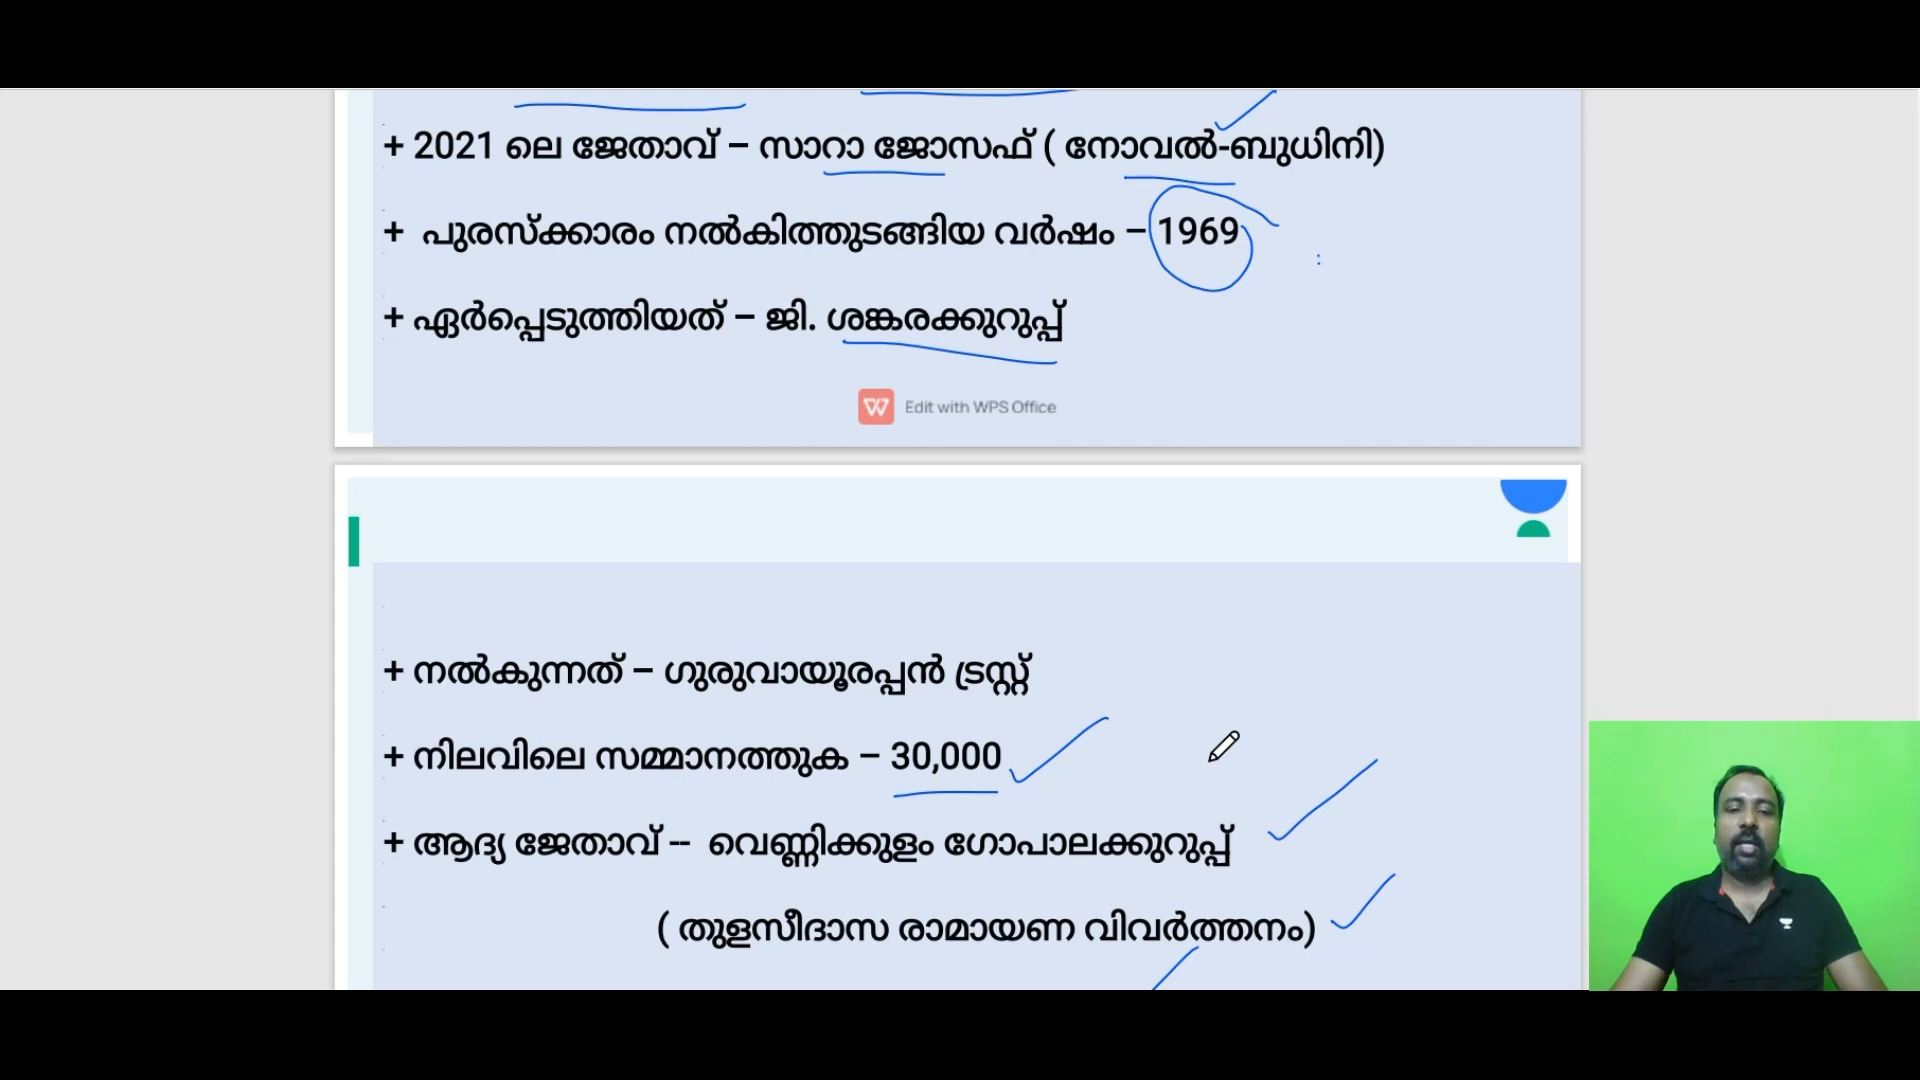 + 2021 ലെ ജേതാവ് – സാറാ ജോസഫ് ( നോവൽ-ബുധിനി)
+ പുരസ്ക്കാരം നൽകിത്തുടങ്ങിയ വർഷം – 1969
+ ഏർപ്പെടുത്തിയത് – ജി. ശങ്കരക്കുറുപ്പ്
Edit with WPS Office
+ നൽകുന്നത് – ഗുരുവായൂരപ്പൻ ട്രസ്റ്റ്
+ നിലവിലെ സമ്മാനത്തുക – 30,000
+ ആദ്യ ജേതാവ് -- വെണ്ണിക്കുളം ഗോപാലക്കുറുപ്പ്
( തുളസീദാസ രാമായണ വിവർത്തനം)